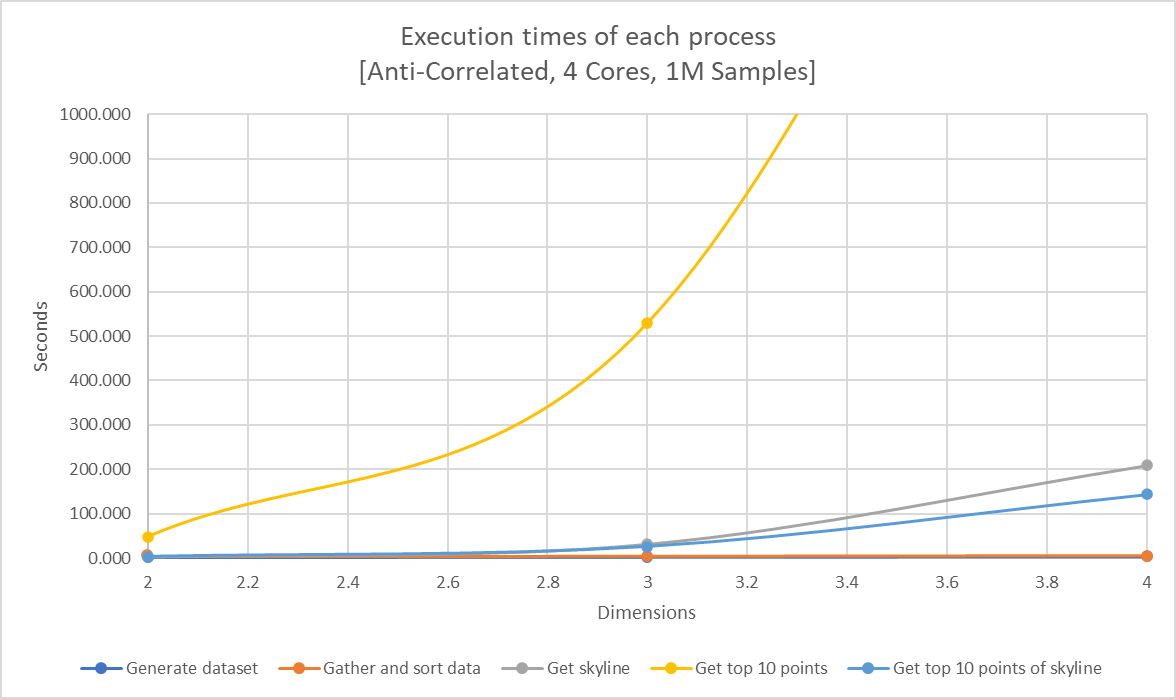 Execution times of each process
[Anti-Correlated, 4 Cores, 1M Samples]
1000.000
900.000
800.000
700.000
600.000
500.000
400.000
300.000
200.000
100.000
0.000
Seconds
2 2.2 2.4 2.6 2.8 3 3.2 3.4 3.6 3.8 4
Dimensions
Generate dataset Gather and sort data Get skyline Get top 10 points Get top 10 points of skyline